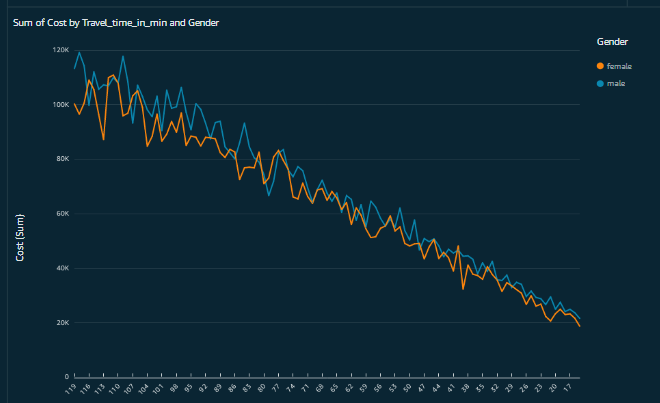 Sum of Cost by Travel_time_in_min and Gender
Gender
female
male
120K
100K
80K
60K
40K
20K
0
Cost (Sum)
119 116 113 110 107 104 101 98 95 92 89 86 83 80 77 74 71 68 65 62 59 56 53 50 47 44 41 38 35 32 29 26 23 20 17